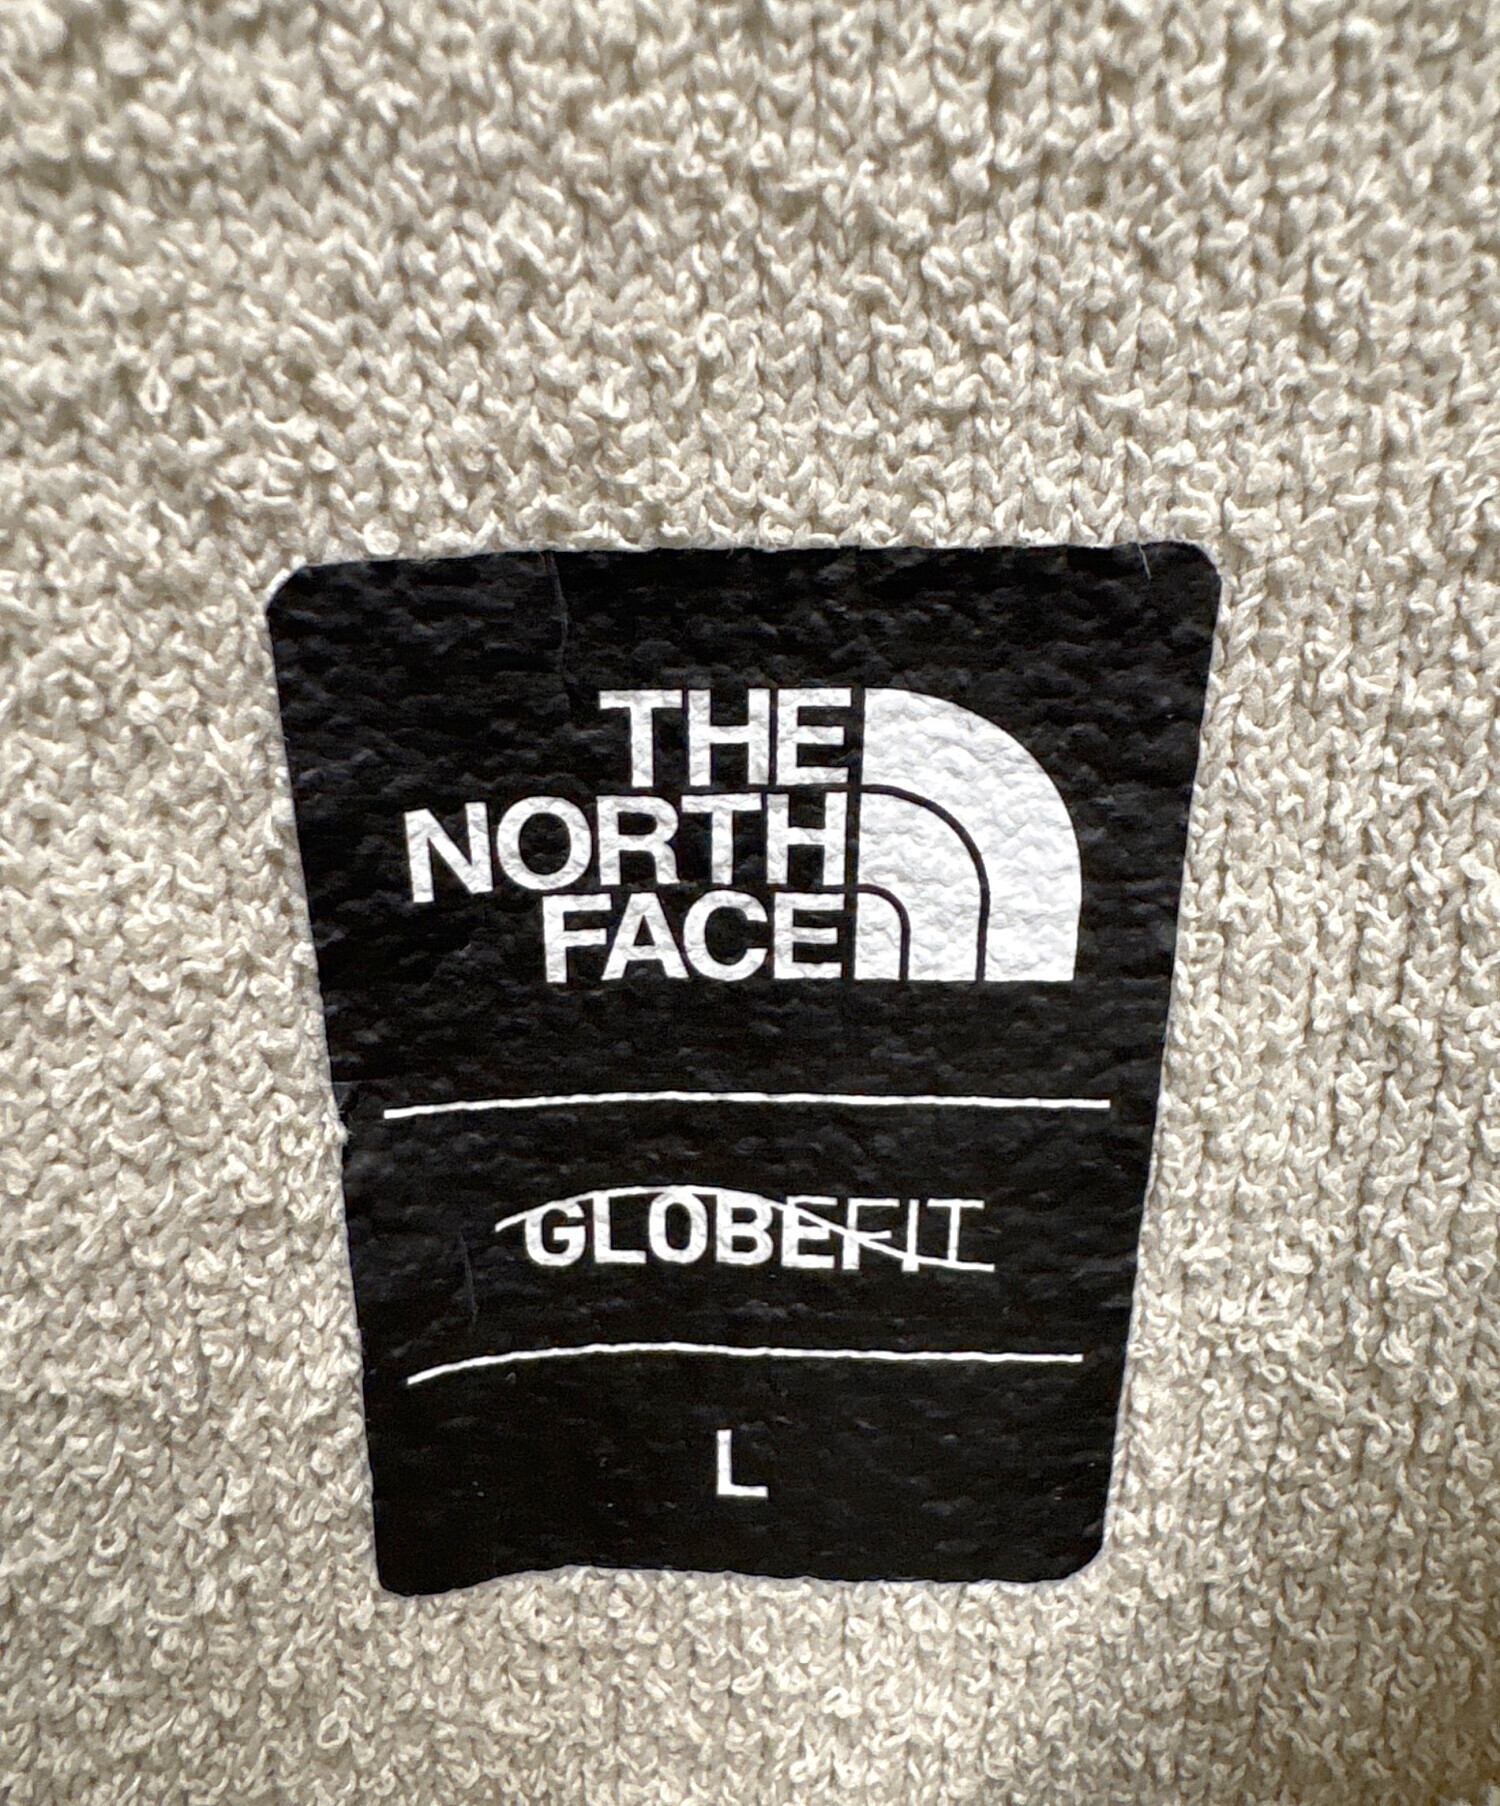 THE
NORTH
FACE
GLOBEFIT
L